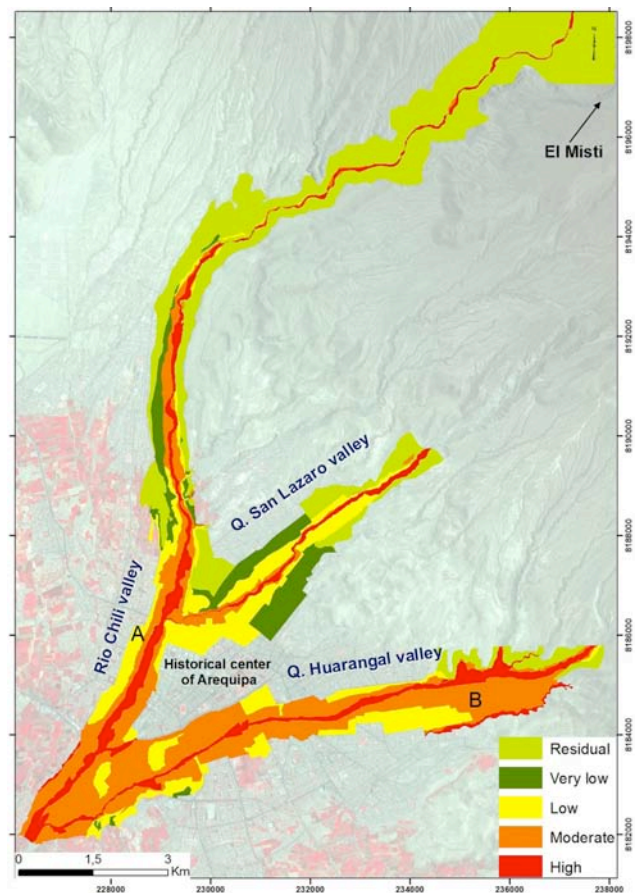 8198000
8196000
El Misti
8194000
8192000
8190000
Q. San Lazaro valley
8188000
Rio Chili valley
A
8186000
Historical center
of Arequipa
Q. Huarangal valley
B
8184000
Residual
Very low
Low
Moderate
High
8182000
0 1,5 3
Km
228000 230000 232000 234000 236000 238000